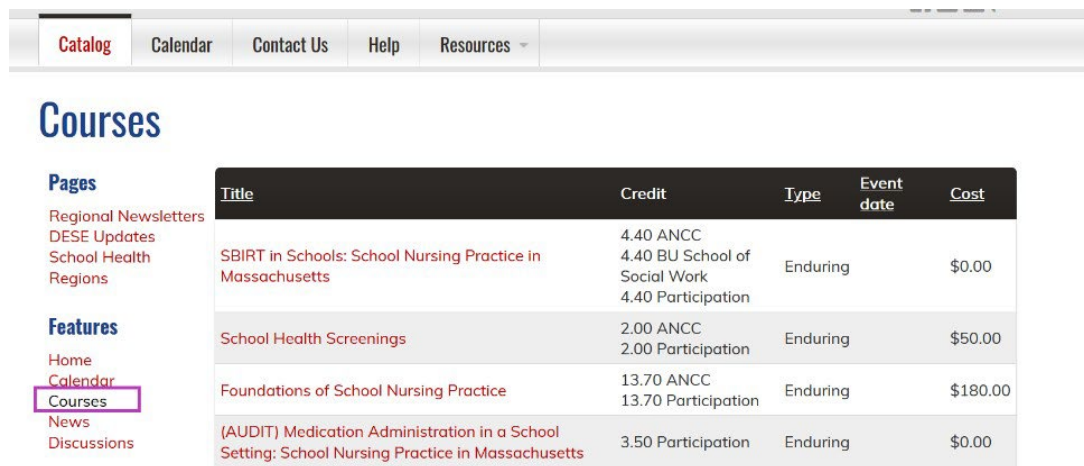 Catalog Calendar Contact Us Help Resources
Courses
Pages
Regional Newsletters
DESE Updates
School Health
Regions
Features
Home
Calendar
Courses
News
Discussions
Title Credit Type Event date Cost
SBIRT in Schools: School Nursing Practice in
Massachusetts
4.40 ANCC
4.40 BU School of
Social Work
4.40 Participation
Enduring
$0.00
School Health Screenings
2.00 ANCC
2.00 Participation
Enduring
$50.00
Foundations of School Nursing Practice
13.70 ANCC
13.70 Participation
Enduring
$180.00
(AUDIT) Medication Administration in a School
Setting: School Nursing Practice in Massachusetts
3.50 Participation
Enduring
$0.00